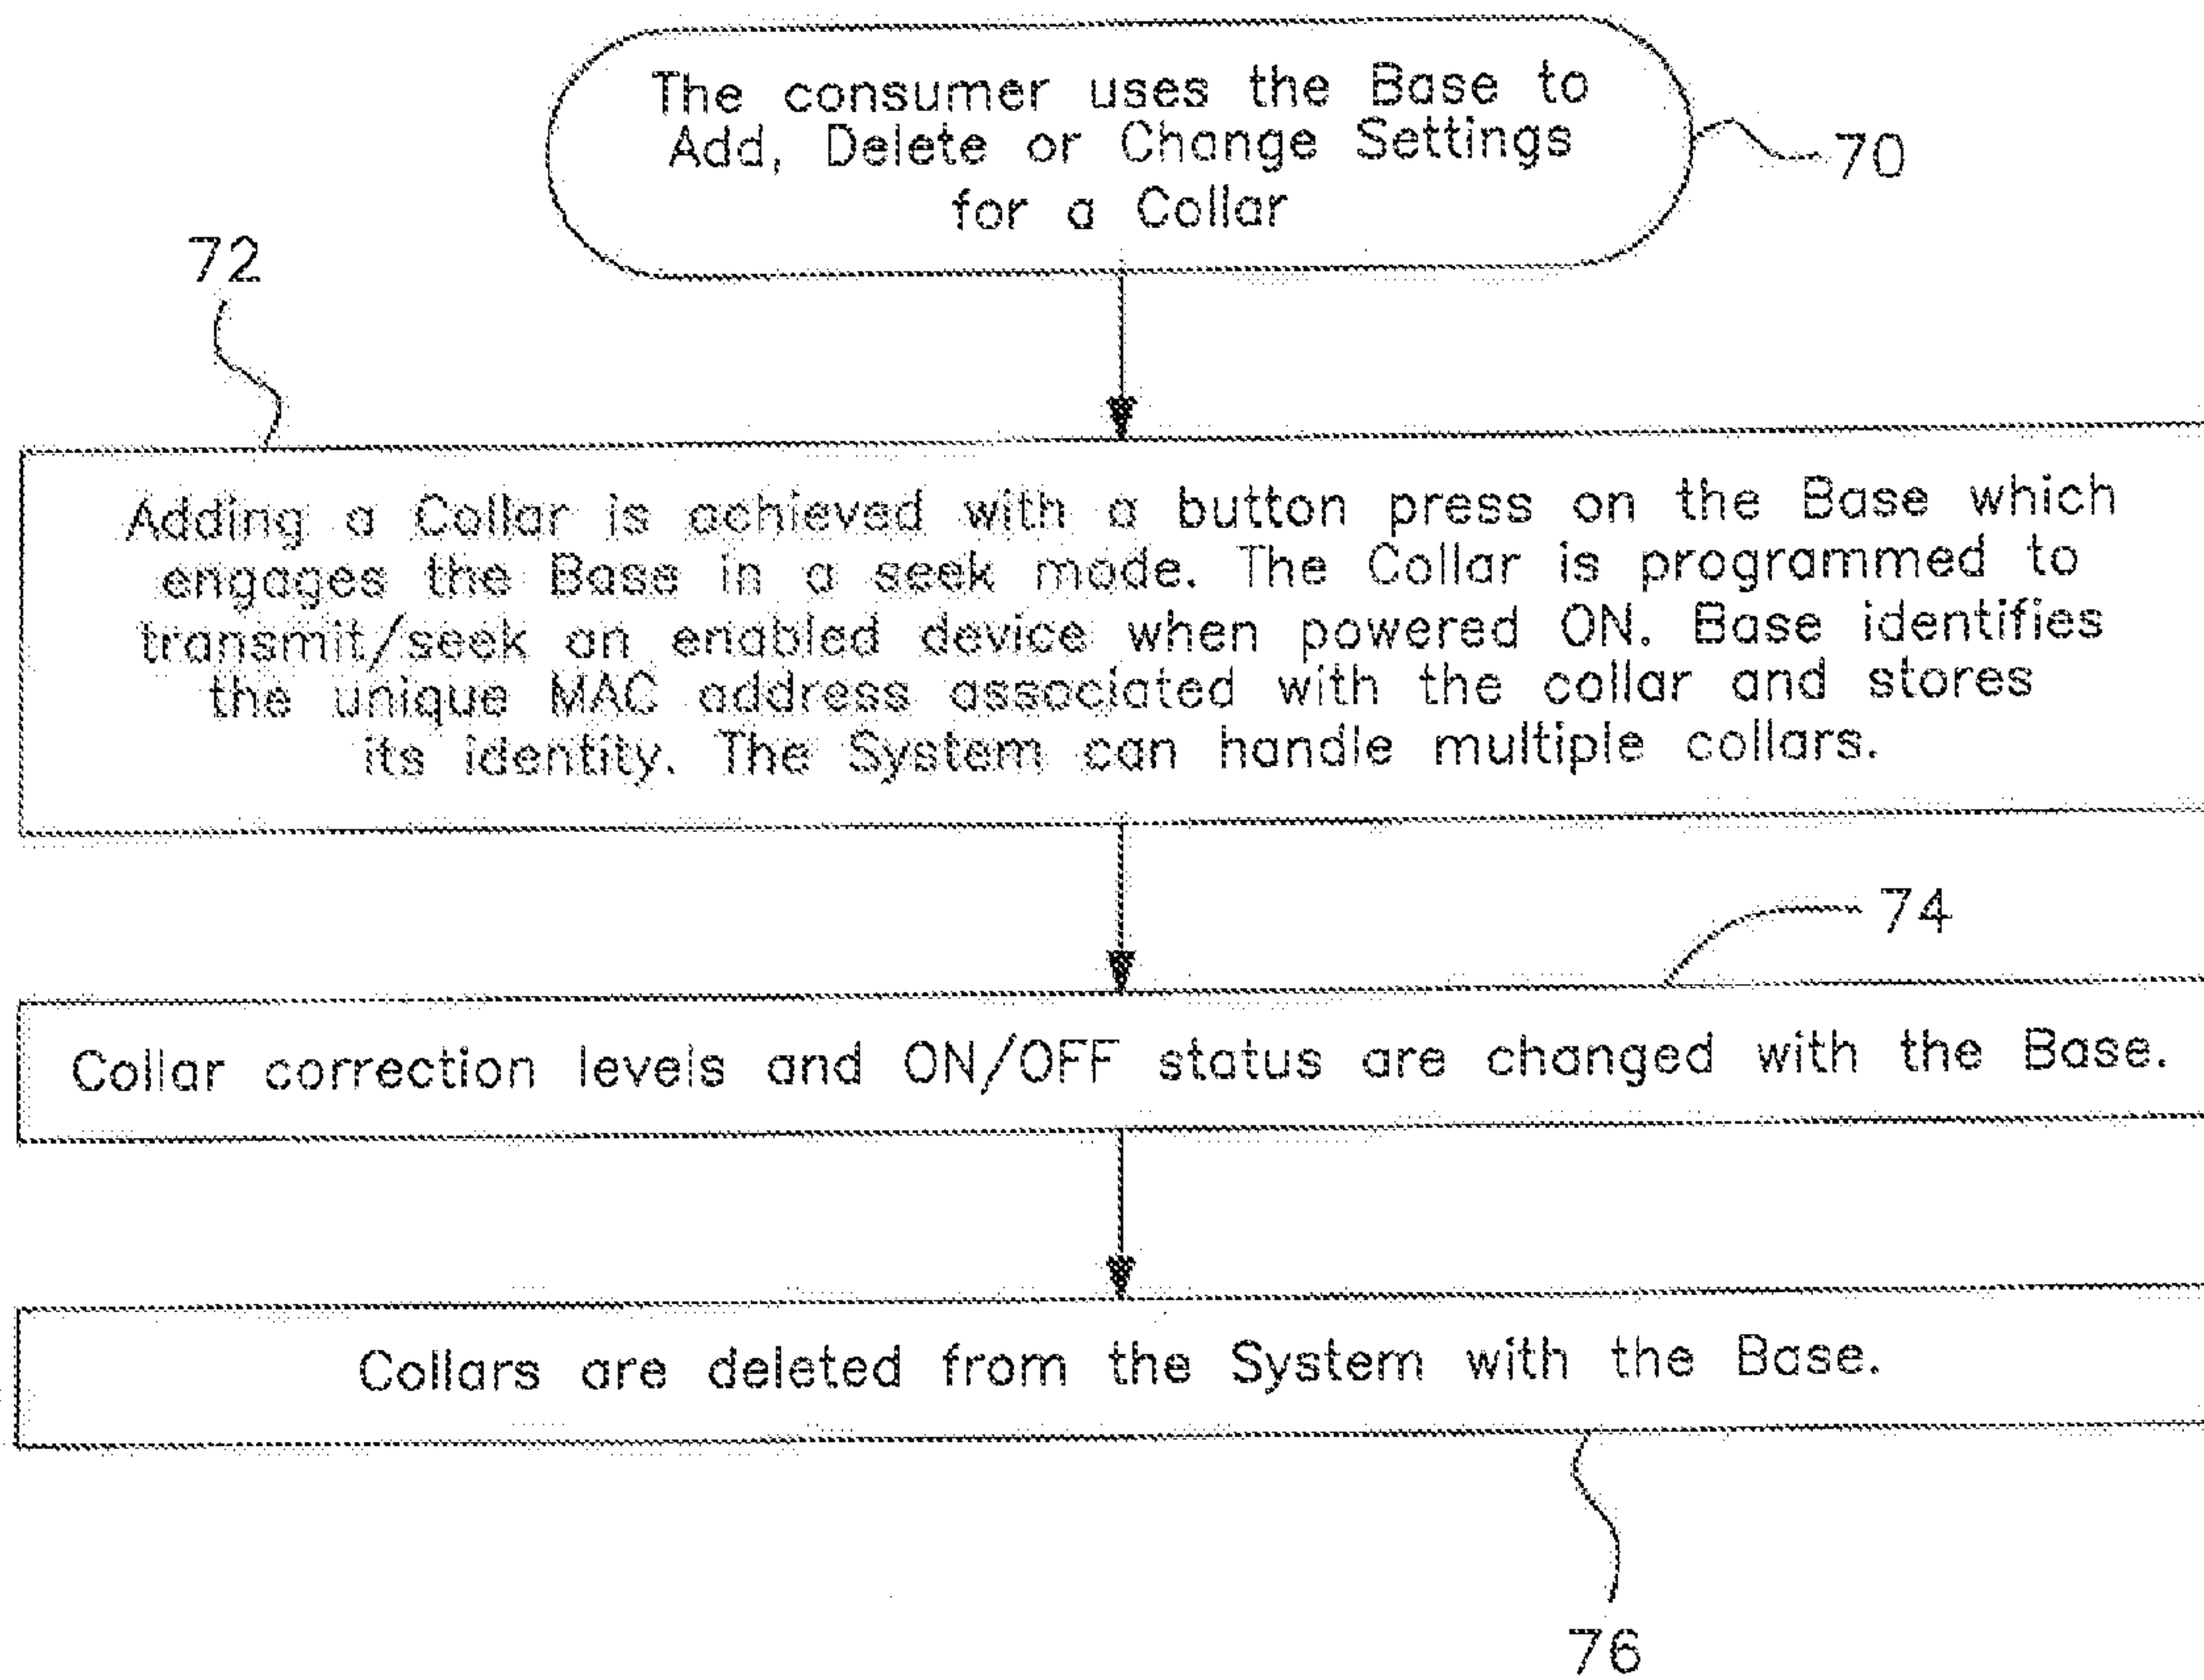 The consumer uses the Base to
Add, Delete or Change Settings
for a Collar
70
72
Adding a Collar is achieved with a button press on the Base which
engages the Base in a seek mode. The Collar is programmed to
transmit/seek an enabled device when powered ON. Base identifies
the unique MAC address associated with the collar and stores
its identity. The System can handle multiple collars.
74
Collar correction levels and ON/OFF status are changed with the Base.
Collars are deleted from the System with the Base.
76